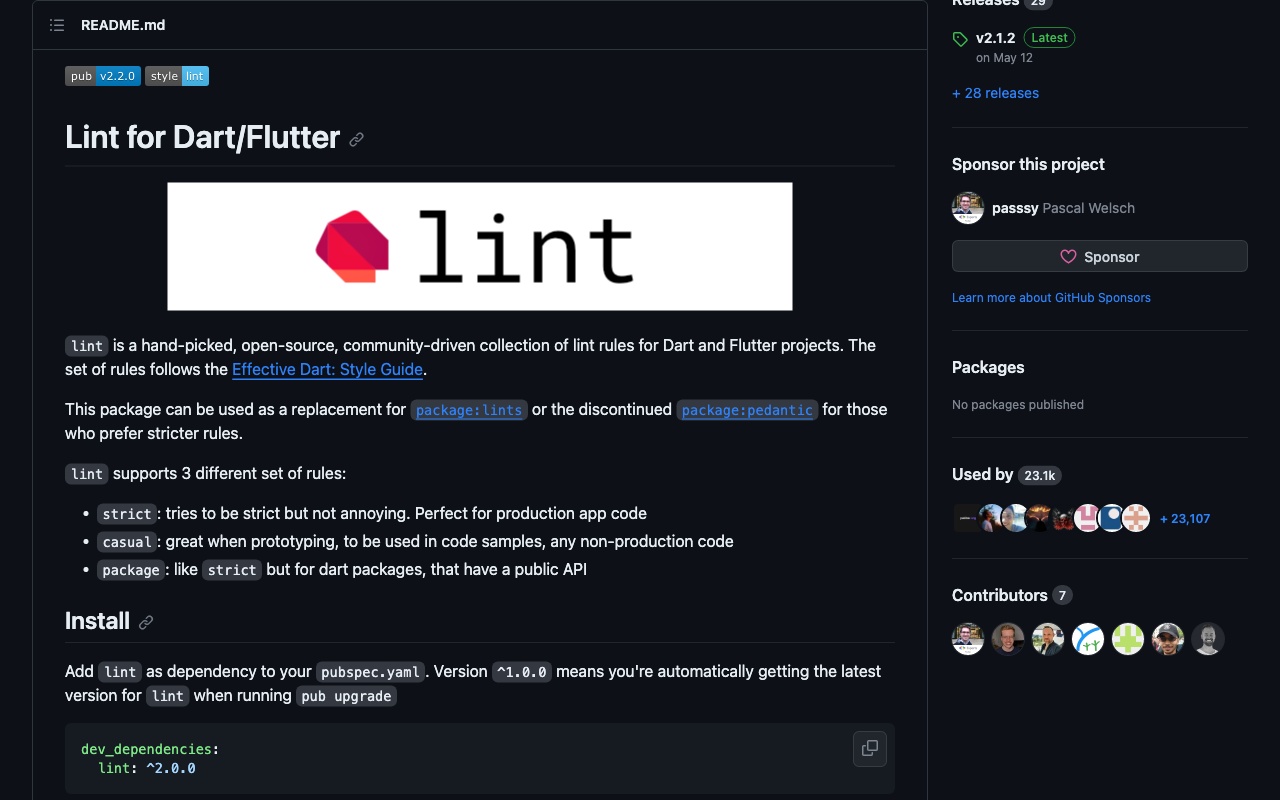 README.md
pub v2.2.0 style lint
Lint for Dart/Flutter
lint
lint is a hand-picked, open-source, community-driven collection of lint rules for Dart and Flutter projects. The
set of rules follows the Effective Dart: Style Guide.
This package can be used as a replacement for package:lints or the discontinued package:pedantic for those
who prefer stricter rules.
lint supports 3 different set of rules:
• strict: tries to be strict but not annoying. Perfect for production app code
• casual: great when prototyping, to be used in code samples, any non-production code
• package: like strict but for dart packages, that have a public API
Install
Add lint as dependency to your pubspec.yaml. Version ^1.0.0 means you're automatically getting the latest
version for lint when running pub upgrade
dev_dependencies:
  lint: ^2.0.0
Releases 29
v2.1.2 Latest
on May 12
+ 28 releases
Sponsor this project
passsy Pascal Welsch
Sponsor
Learn more about GitHub Sponsors
Packages
No packages published
Used by 23.1k
+ 23,107
Contributors 7